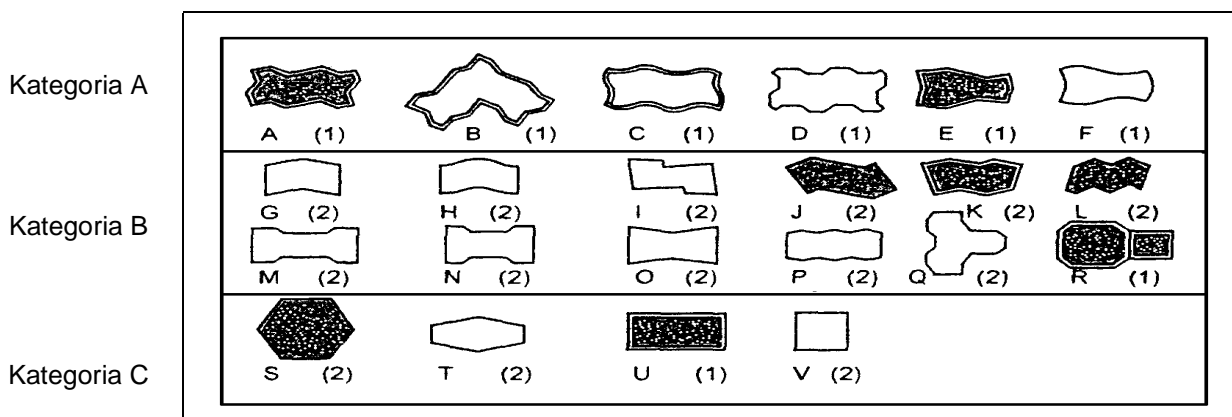 Kategoria A
A (1) B (1) C (1) D (1) E (1) F (1)
Kategoria B
G (2) H (2) I (2) J (2) K (2) L (2)
M (2) N (2) O (2) P (2) Q (2) R (1)
Kategoria C
S (2) T (2) U (1) V (2)